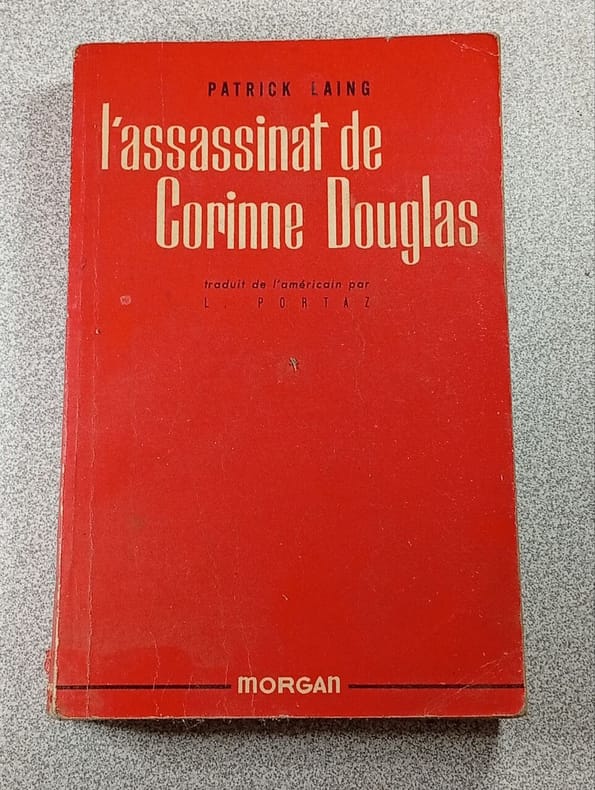 PATRICK LAING
l'assassinat de
Corinne Douglas
traduit de l'américain par
L. PORTAZ
MORGAN